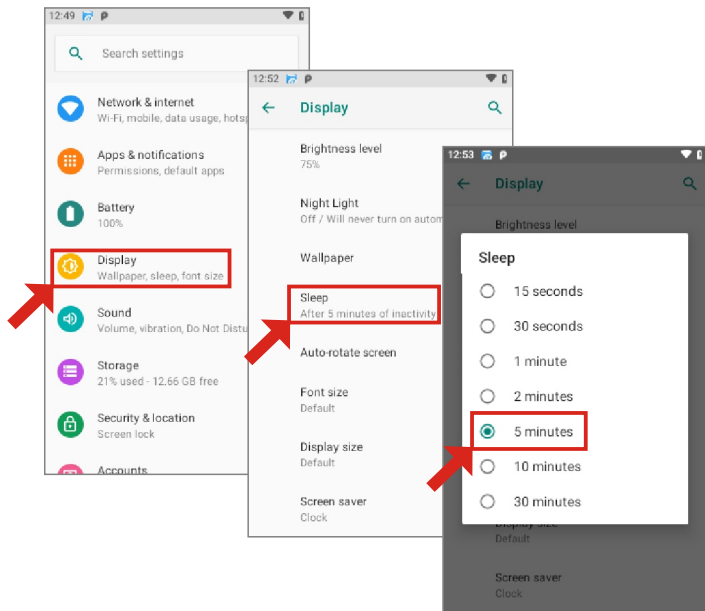 12:49
Search settings
Network & internet
Wi-Fi, mobile, data usage, hotsp
Apps & notifications
Permissions, default apps
Battery
100%
Display
Wallpaper, sleep, font size
Sound
Volume, vibration, Do Not Distu
Storage
21% used - 12.66 GB free
Security & location
Screen lock
Accounts
12:52
Display
Brightness level
75%
Night Light
Off / Will never turn on autom
Wallpaper
Sleep
After 5 minutes of inactivity
Auto-rotate screen
Font size
Default
Display size
Default
Screen saver
Clock
12:53
Display
Brightness level
Sleep
15 seconds
30 seconds
1 minute
2 minutes
5 minutes
10 minutes
30 minutes
Display size
Default
Screen saver
Clock